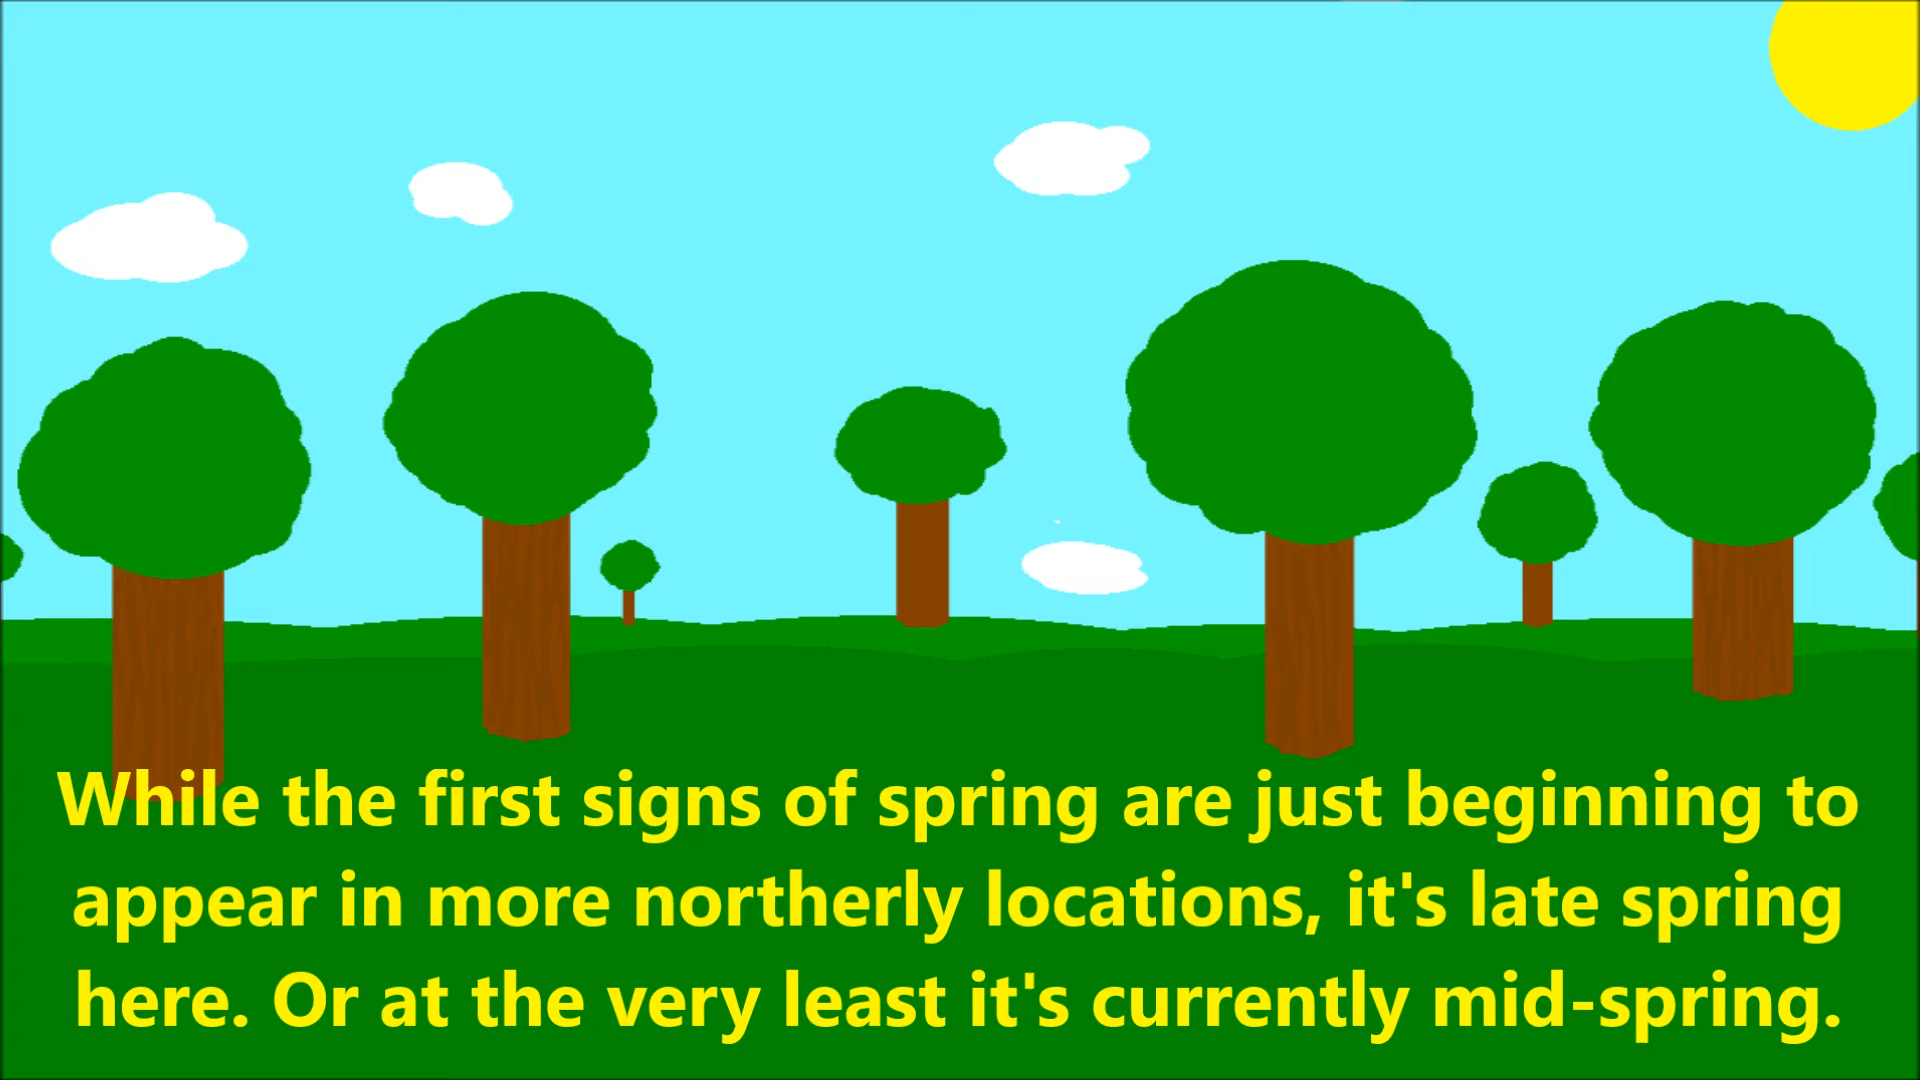 While the first signs of spring are just beginning to
appear in more northerly locations, it's late spring
here. Or at the very least it's currently mid-spring.